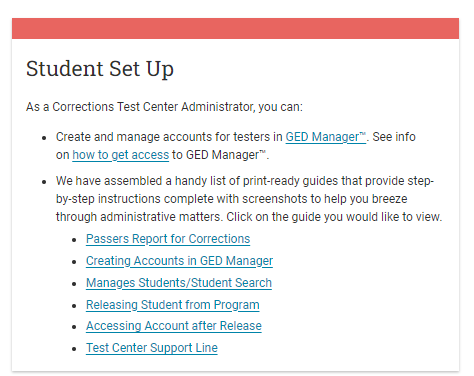 Student Set Up
As a Corrections Test Center Administrator, you can:
• Create and manage accounts for testers in GED Manager™. See info
on how to get access to GED Manager™.
• We have assembled a handy list of print-ready guides that provide step-
by-step instructions complete with screenshots to help you breeze
through administrative matters. Click on the guide you would like to view.
• Passers Report for Corrections
• Creating Accounts in GED Manager
• Manages Students/Student Search
• Releasing Student from Program
• Accessing Account after Release
• Test Center Support Line